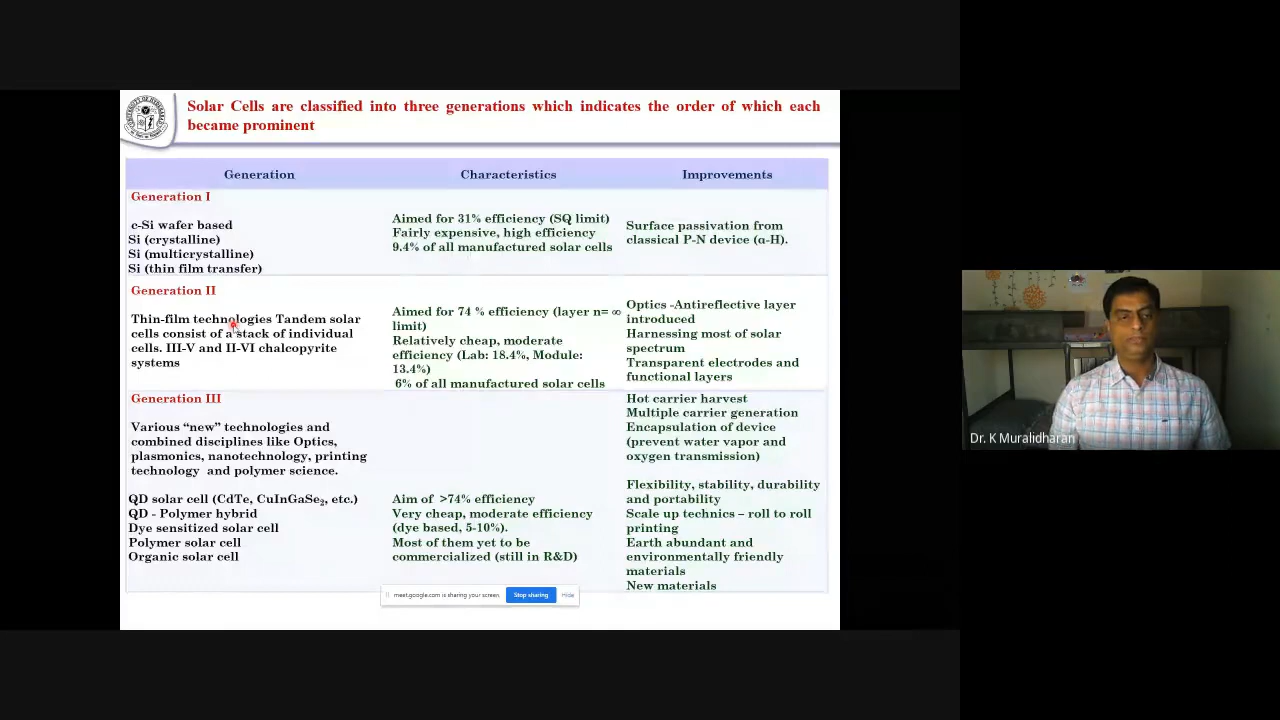 Solar Cells are classified into three generations which indicates the order of which each
became prominent
Generation
Characteristics
Improvements
Generation I
c-Si wafer based
Si (crystalline)
Si (multicrystalline)
Si (thin film transfer)
Aimed for 31% efficiency (SQ limit)
Fairly expensive, high efficiency
9.4% of all manufactured solar cells
Surface passivation from
classical P-N device (α-H).
Generation II
Thin-film technologies Tandem solar
cells consist of a stack of individual
cells. III-V and II-VI chalcopyrite
systems
Aimed for 74 % efficiency (layer n= ∞
limit)
Relatively cheap, moderate
efficiency (Lab: 18.4%, Module:
13.4%)
6% of all manufactured solar cells
Optics -Antireflective layer
introduced
Harnessing most of solar
spectrum
Transparent electrodes and
functional layers
Generation III
Various “new” technologies and
combined disciplines like Optics,
plasmonics, nanotechnology, printing
technology and polymer science.
QD solar cell (CdTe, CuInGaSe₂, etc.)
QD - Polymer hybrid
Dye sensitized solar cell
Polymer solar cell
Organic solar cell
Aim of >74% efficiency
Very cheap, moderate efficiency
(dye based, 5-10%).
Most of them yet to be
commercialized (still in R&D)
Hot carrier harvest
Multiple carrier generation
Encapsulation of device
(prevent water vapor and
oxygen transmission)
Flexibility, stability, durability
and portability
Scale up technics – roll to roll
printing
Earth abundant and
environmentally friendly
materials
New materials
meet.google.com is sharing your screen.
Stop sharing
Hide
Dr. K Muralidharan